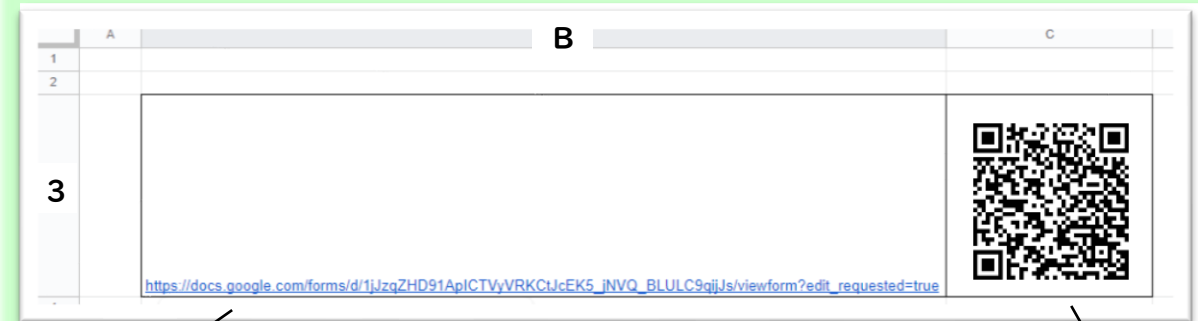 A B C
1
2
3
https://docs.google.com/forms/d/1jJzqZHD91ApICTVyVRKCtJcEK5_jNVQ_BLULC9qijJs/viewform?edit_requested=true